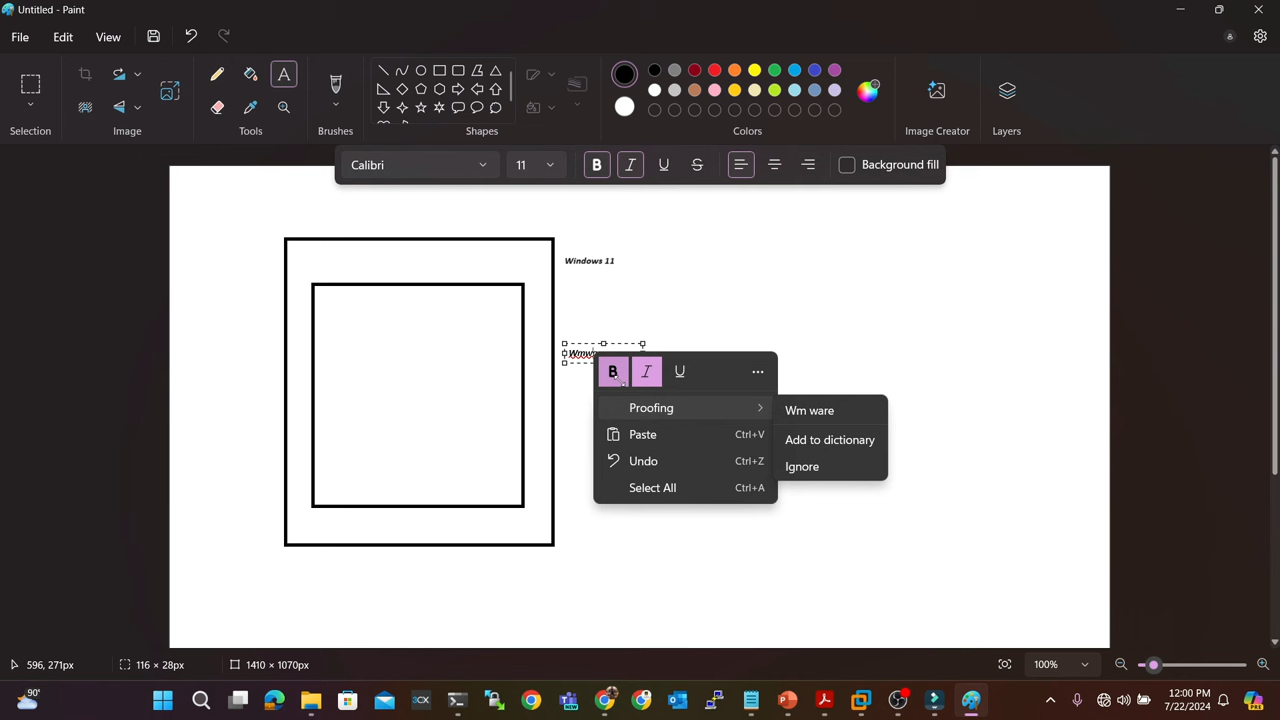 Untitled - Paint
File Edit View
Selection Image Tools Brushes Shapes Colors Image Creator Layers
Calibri 11 B I U S Background fill
Windows 11
B I U ...
Proofing
Wm ware
Paste Ctrl+V
Add to dictionary
Undo Ctrl+Z
Ignore
Select All Ctrl+A
596, 271px 116 × 28px 1410 × 1070px 100%
90°
12:00 PM
7/22/2024